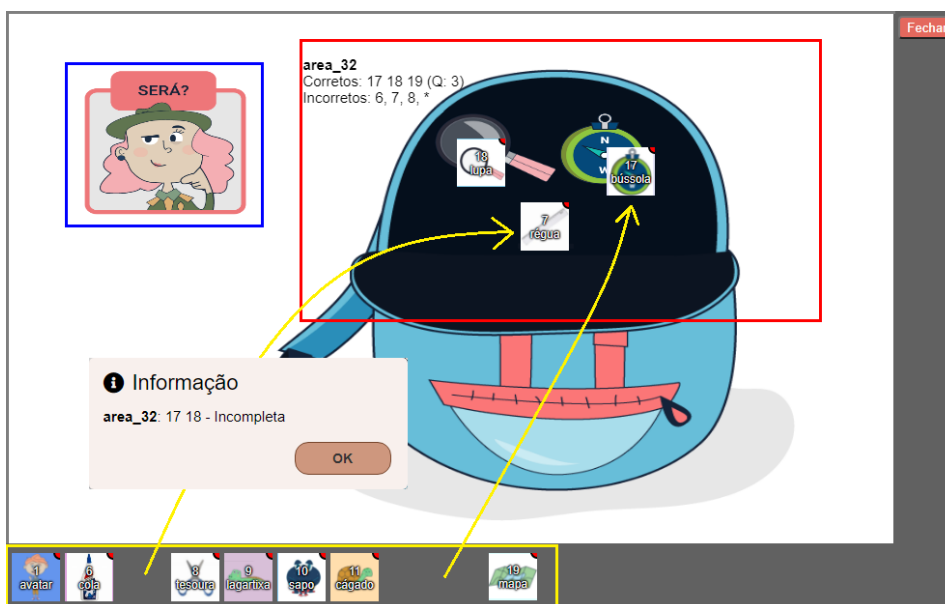 Fechar
area_32
Corretos: 17 18 19 (Q: 3)
Incorretos: 6, 7, 8, *
SERÁ?
N
W
18
lupa
17
bússola
7
régua
Informação
area_32: 17 18 - Incompleta
OK
1
avatar
6
cola
8
tesoura
9
lagartixa
10
sapo
11
cágado
19
mapa